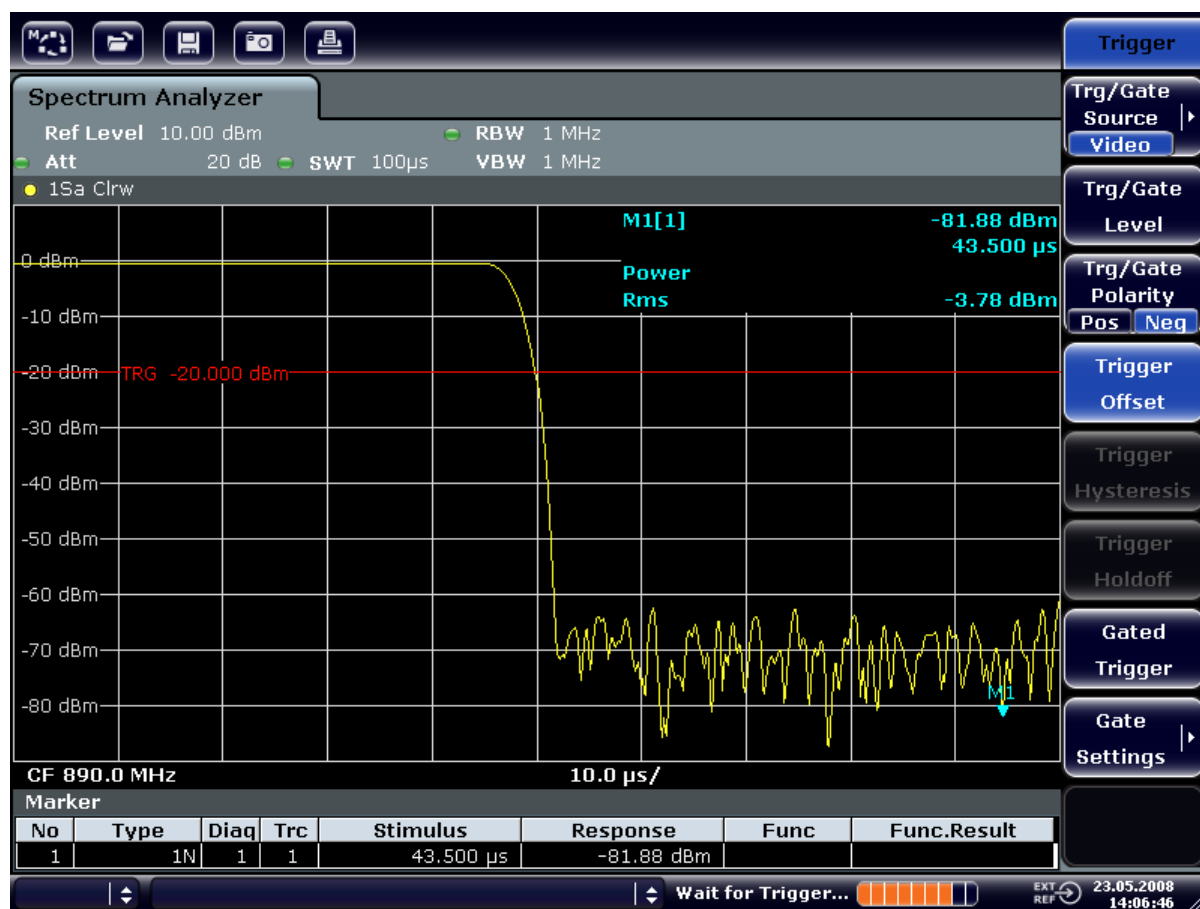 M
Trigger
Spectrum Analyzer
Ref Level 10.00 dBm RBW 1 MHz
Att 20 dB SWT 100µs VBW 1 MHz
1Sa Clrw
M1[1] -81.88 dBm
43.500 µs
Power
Rms -3.78 dBm
0 dBm
-10 dBm
-20 dBm TRG -20.000 dBm
-30 dBm
-40 dBm
-50 dBm
-60 dBm
-70 dBm
-80 dBm
M1
CF 890.0 MHz 10.0 µs/
Marker
No Type Diag Trc Stimulus Response Func Func.Result
1 1N 1 1 43.500 µs -81.88 dBm
Trg/Gate
Source
Video
Trg/Gate
Level
Trg/Gate
Polarity
Pos Neg
Trigger
Offset
Trigger
Hysteresis
Trigger
Holdoff
Gated
Trigger
Gate
Settings
Wait for Trigger...
EXT
REF
23.05.2008
14:06:46